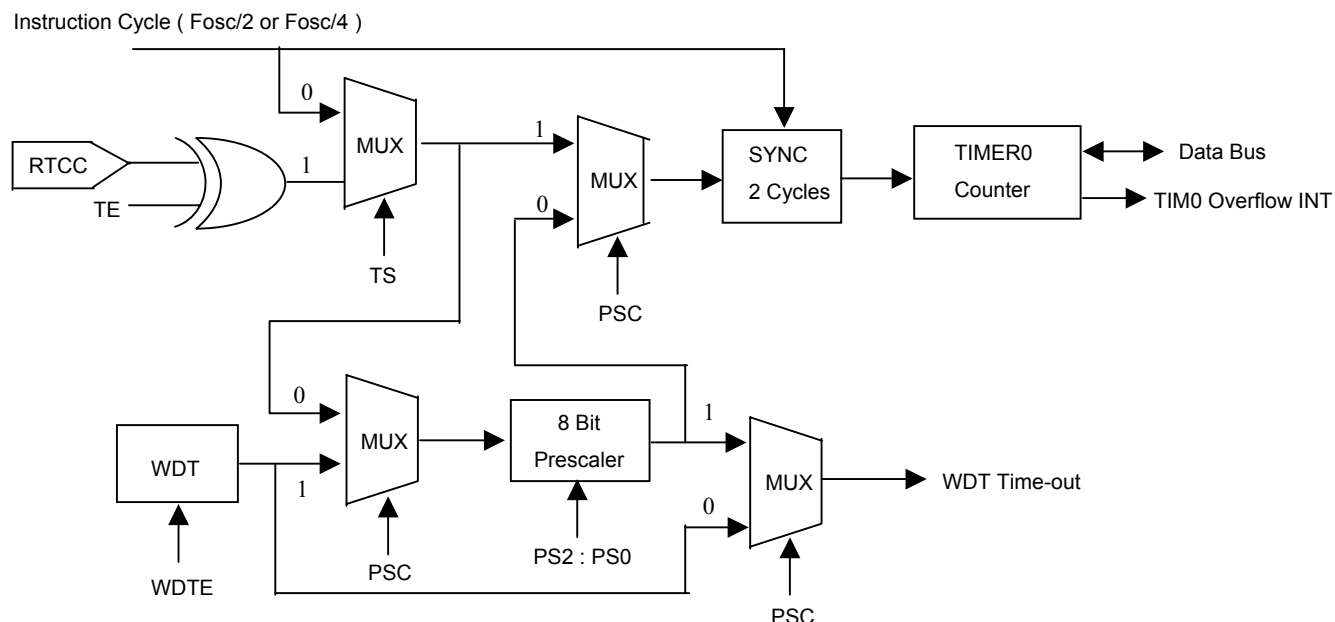 Instruction Cycle ( Fosc/2 or Fosc/4 )
0
MUX
1
RTCC
TE
TS
1
MUX
0
PSC
SYNC
2 Cycles
TIMER0
Counter
Data Bus
TIM0 Overflow INT
0
MUX
1
WDT
WDTE
PSC
8 Bit
Prescaler
PS2 : PS0
1
MUX
0
WDT Time-out
PSC